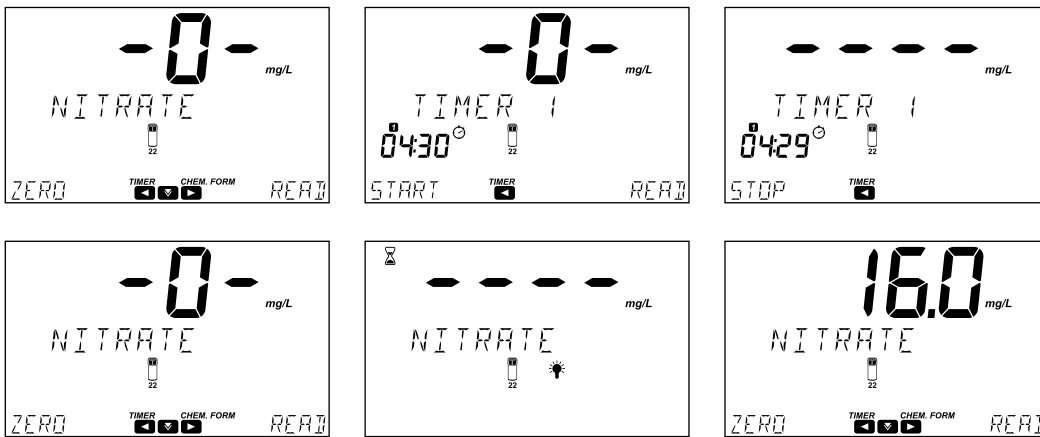 -0-
mg/L
NITRATE
22
TIMER CHEM. FORM
ZERO READ
-0-
mg/L
TIMER 1
1
04:30
22
TIMER
START READ
- - - -
mg/L
TIMER 1
1
04:29
22
TIMER
STOP
-0-
mg/L
NITRATE
22
TIMER CHEM. FORM
ZERO READ
- - - -
mg/L
NITRATE
22
16.0 mg/L
NITRATE
22
TIMER CHEM. FORM
ZERO READ